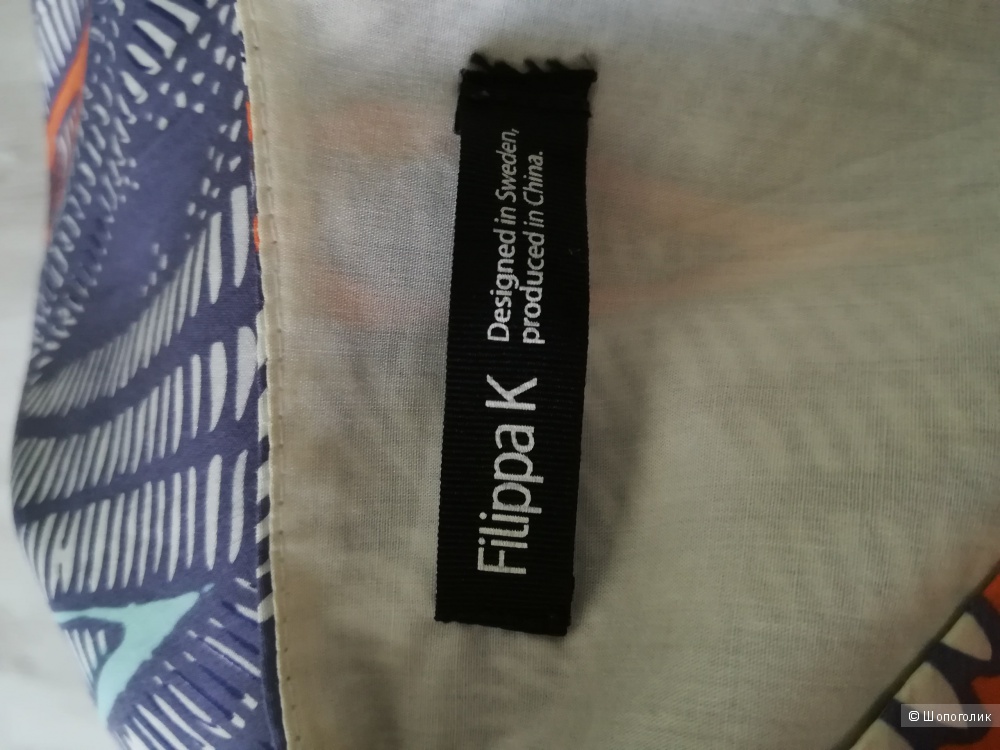 Filippa K
Designed in Sweden,
produced in China.
© Шопоголик